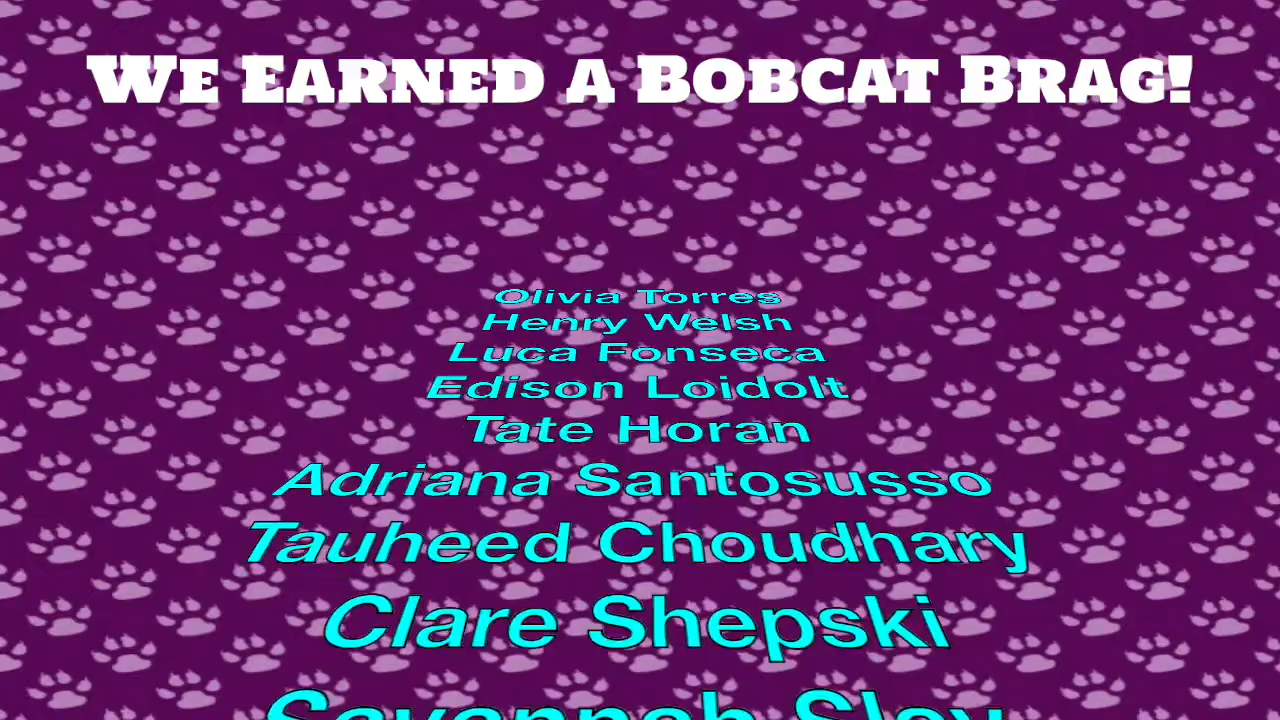 We Earned a Bobcat Brag!
Olivia Torres
Henry Welsh
Luca Fonseca
Edison Loidolt
Tate Horan
Adriana Santosusso
Tauheed Choudhary
Clare Shepski
Savannah